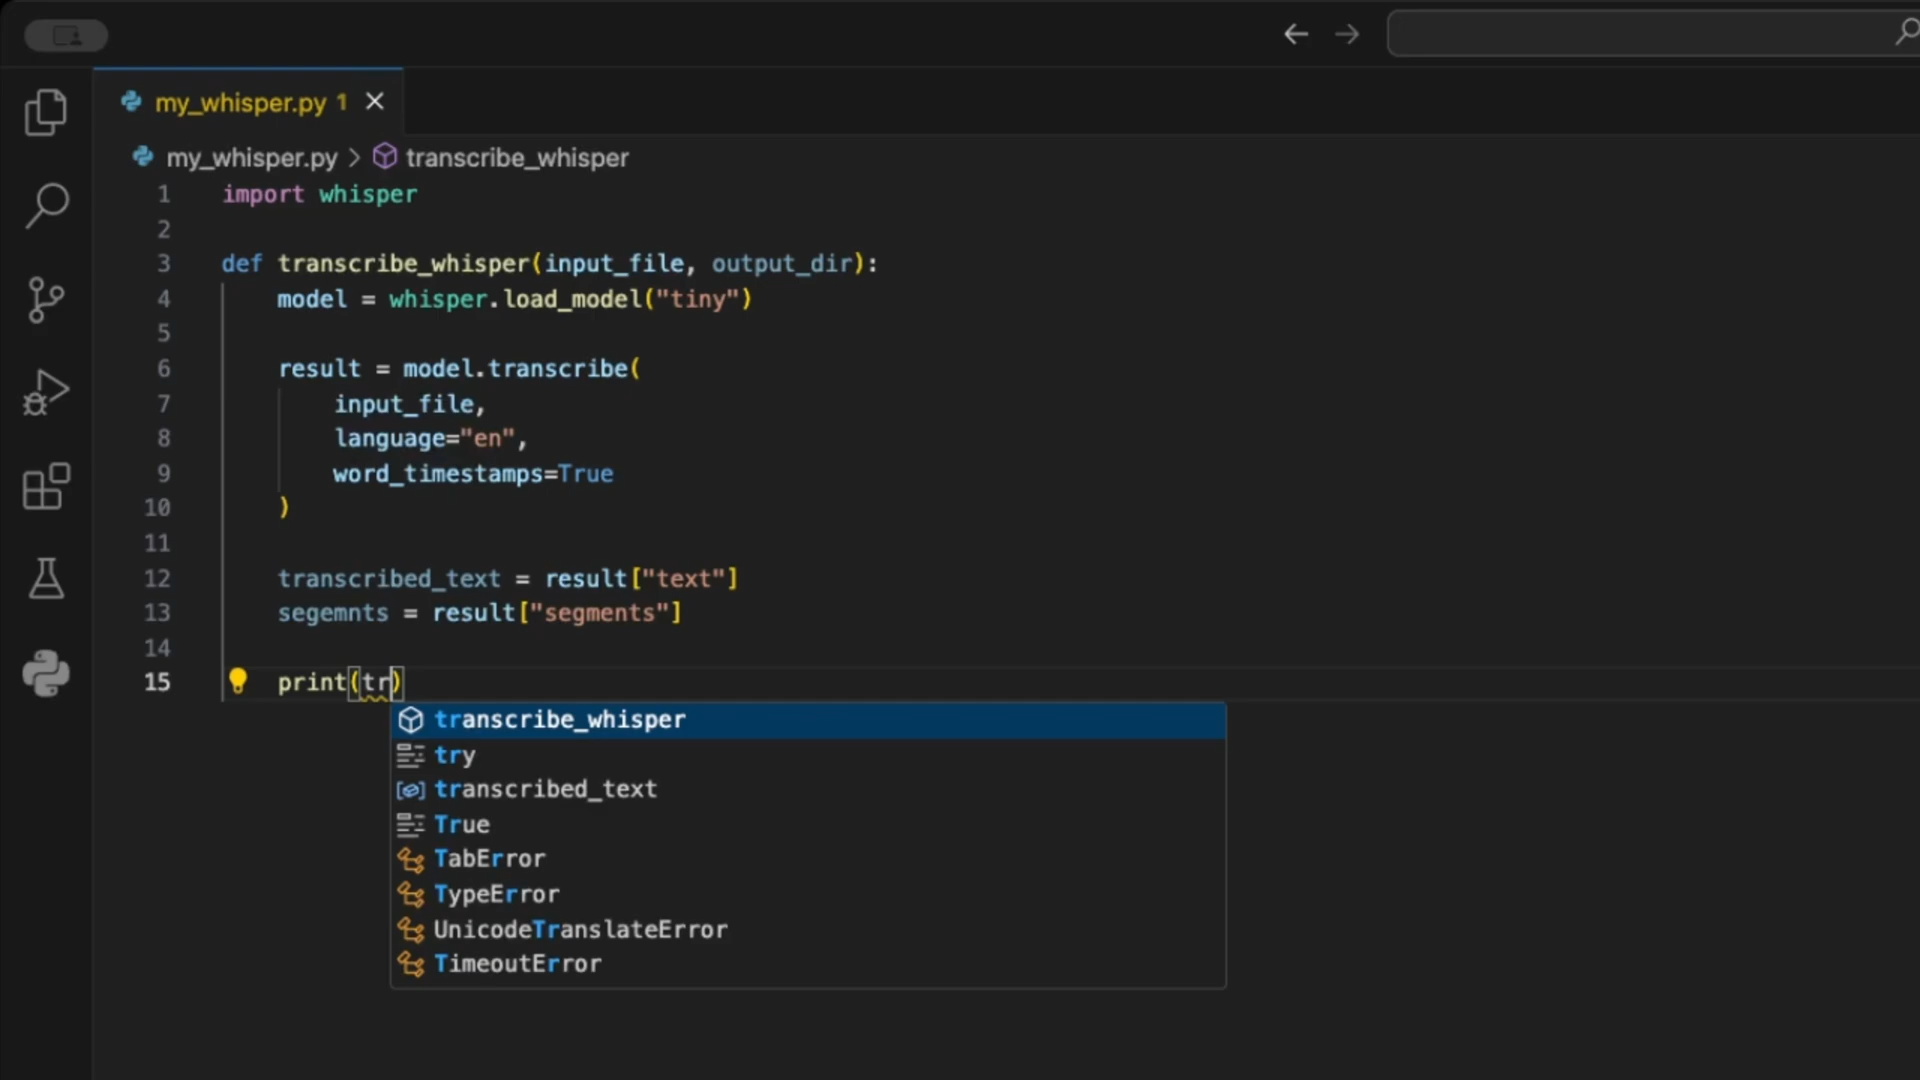 my_whisper.py 1
my_whisper.py > transcribe_whisper
1 import whisper
2
3 def transcribe_whisper(input_file, output_dir):
4 model = whisper.load_model("tiny")
5
6 result = model.transcribe(
7 input_file,
8 language="en",
9 word_timestamps=True
10 )
11
12 transcribed_text = result["text"]
13 segemnts = result["segments"]
14
15 print(tr)
transcribe_whisper
try
transcribed_text
True
TabError
TypeError
UnicodeTranslateError
TimeoutError